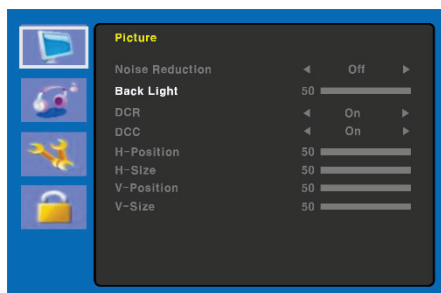 Picture
Noise Reduction ◀ Off ▶
Back Light 50
DCR ◀ On ▶
DCC ◀ On ▶
H-Position 50
H-Size 50
V-Position 50
V-Size 50